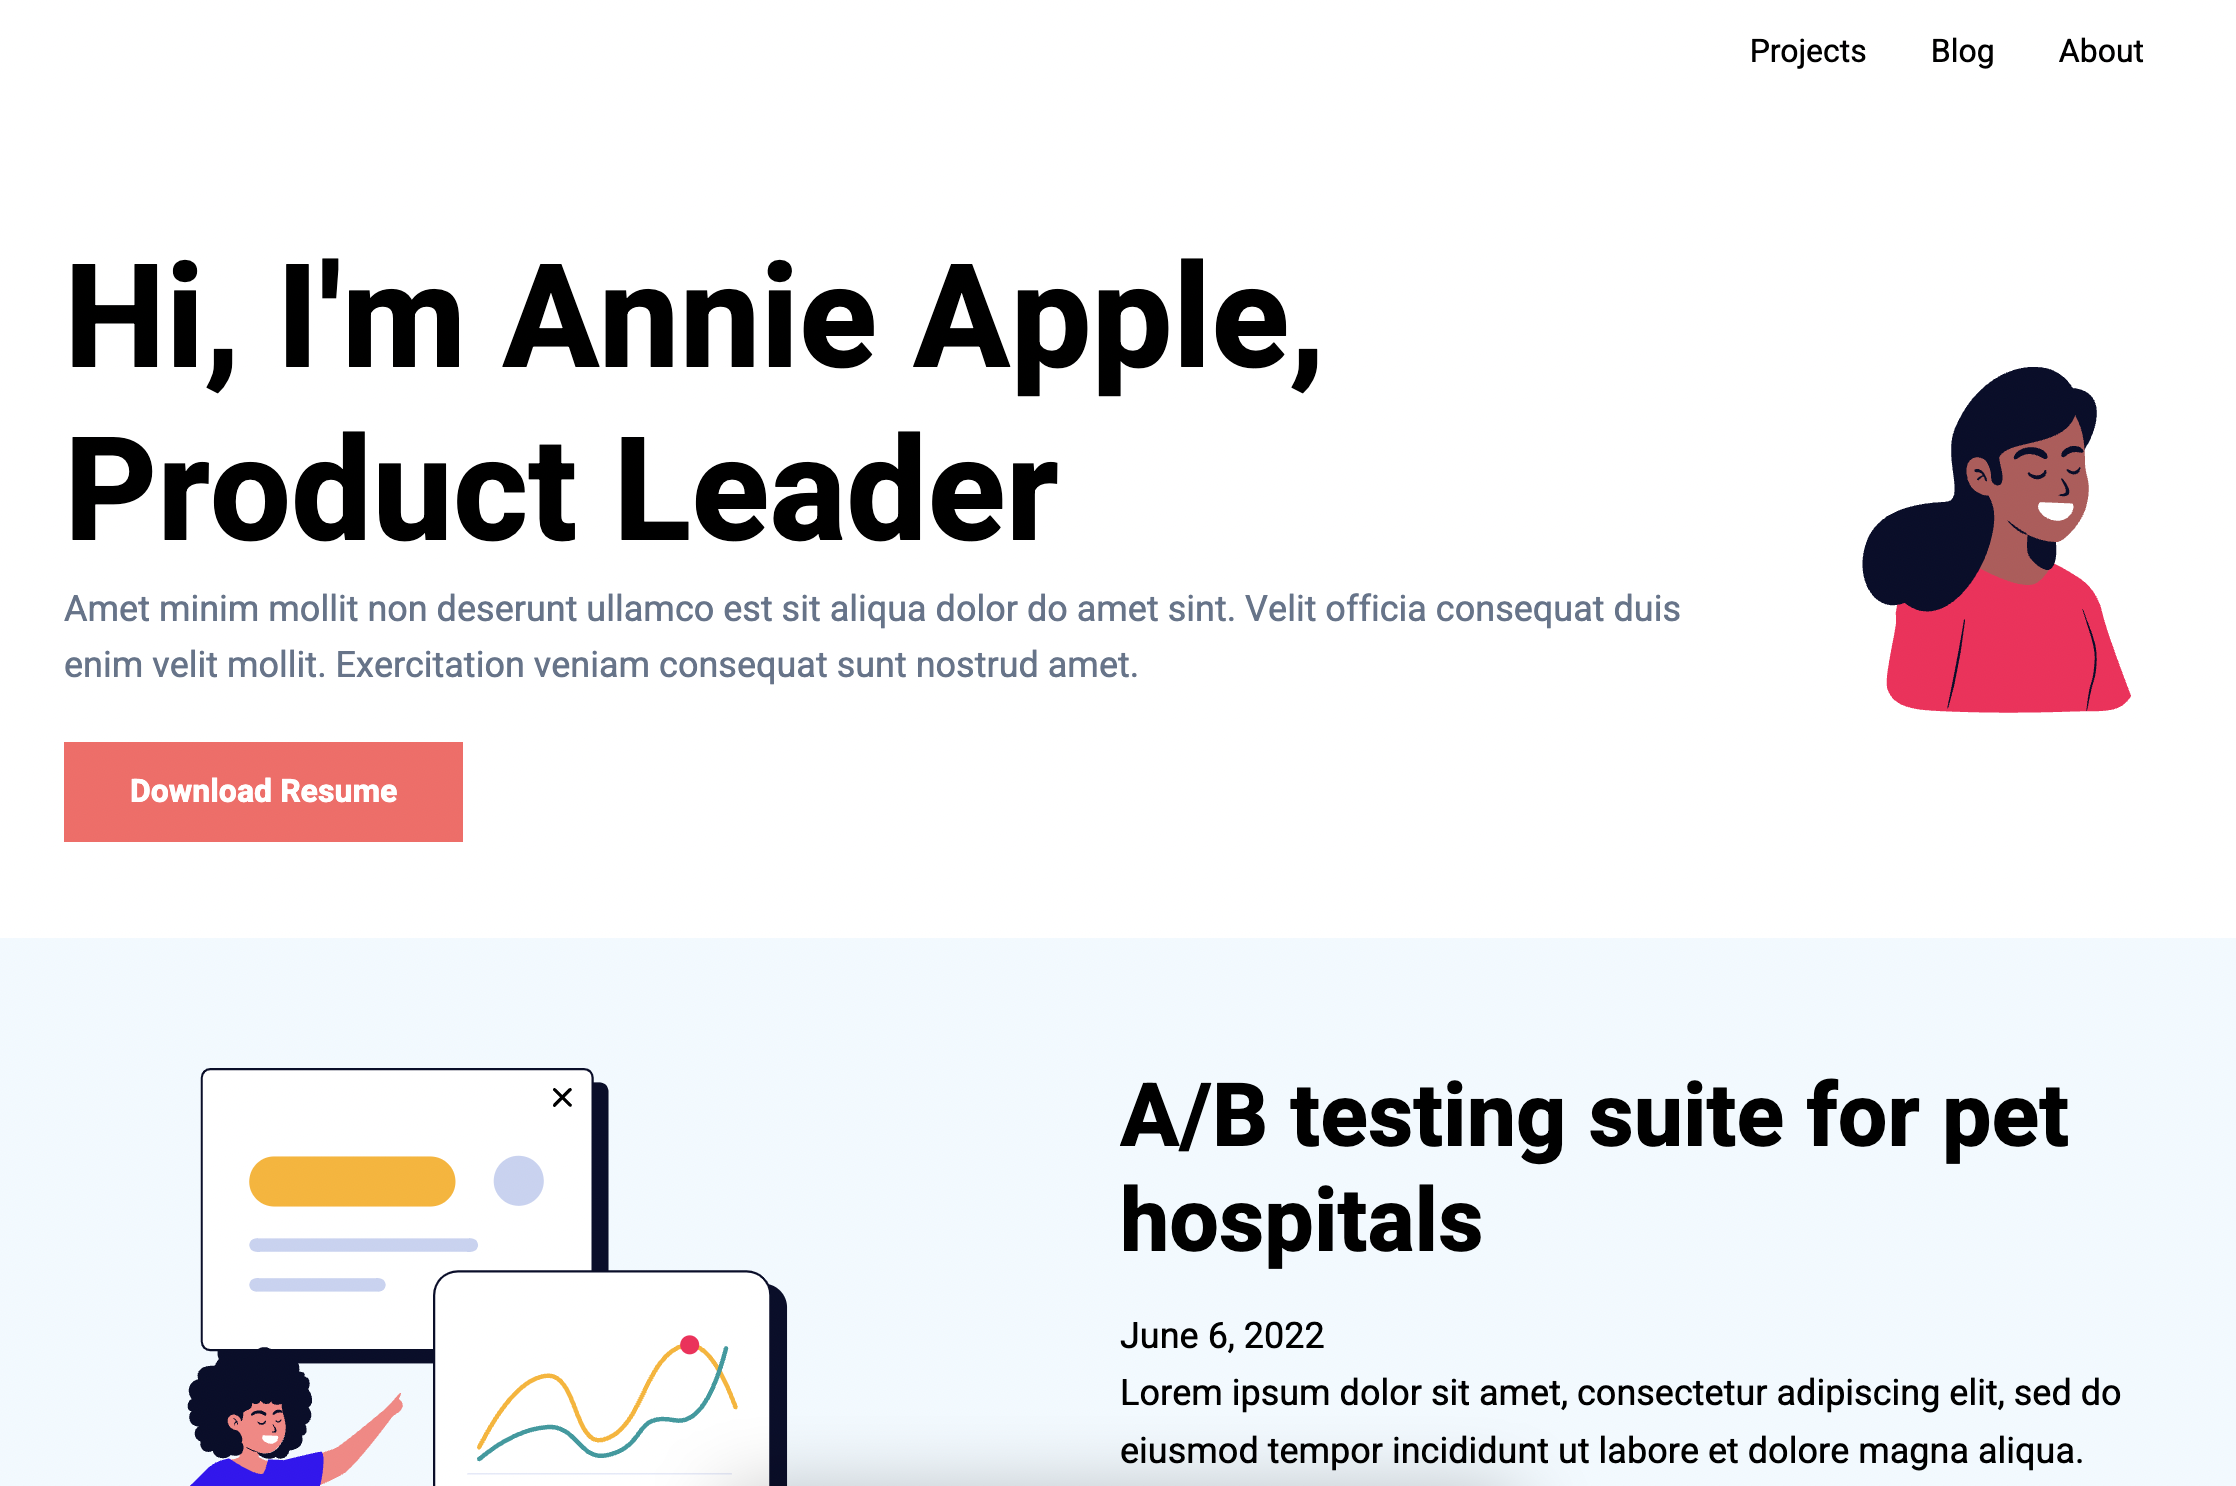 Projects Blog About
Hi, I'm Annie Apple,
Product Leader
Amet minim mollit non deserunt ullamco est sit aliqua dolor do amet sint. Velit officia consequat duis
enim velit mollit. Exercitation veniam consequat sunt nostrud amet.
Download Resume
A/B testing suite for pet
hospitals
June 6, 2022
Lorem ipsum dolor sit amet, consectetur adipiscing elit, sed do
eiusmod tempor incididunt ut labore et dolore magna aliqua.